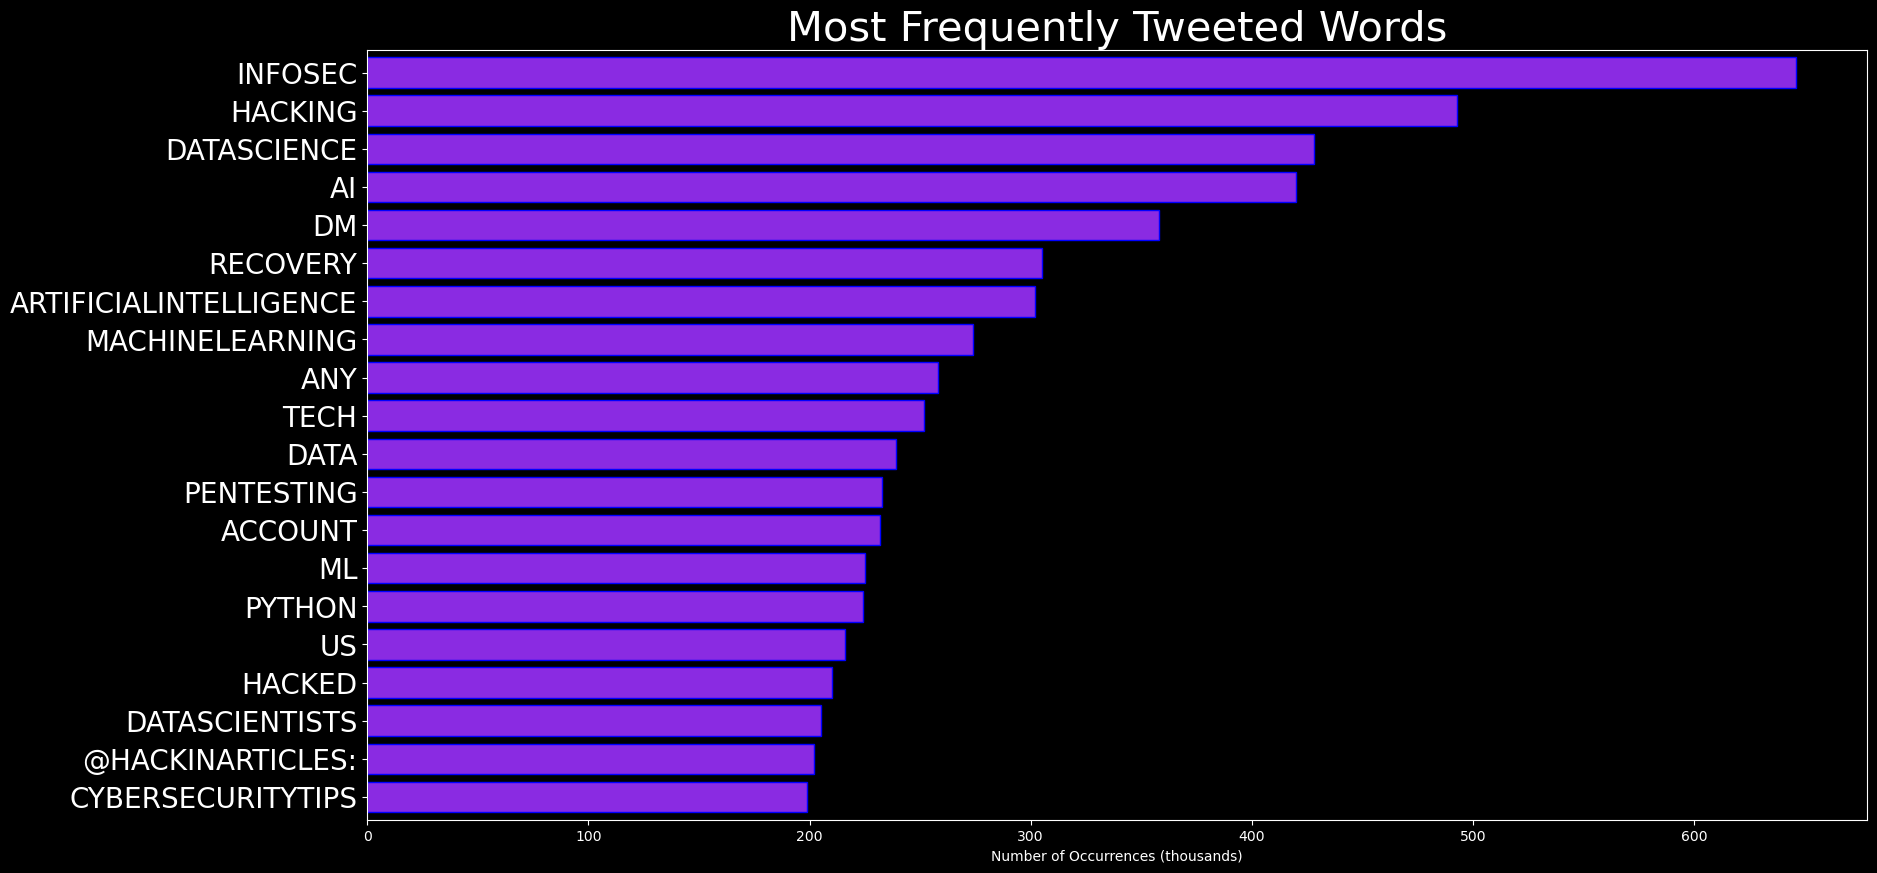 Most Frequently Tweeted Words
INFOSEC
HACKING
DATASCIENCE
AI
DM
RECOVERY
ARTIFICIALINTELLIGENCE
MACHINELEARNING
ANY
TECH
DATA
PENTESTING
ACCOUNT
ML
PYTHON
US
HACKED
DATASCIENTISTS
@HACKINARTICLES:
CYBERSECURITYTIPS
0 100 200 300 400 500 600
Number of Occurrences (thousands)